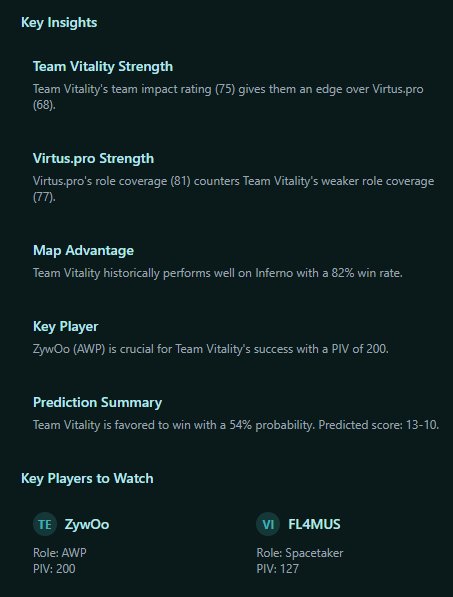 Key Insights
Team Vitality Strength
Team Vitality's team impact rating (75) gives them an edge over Virtus.pro
(68).
Virtus.pro Strength
Virtus.pro's role coverage (81) counters Team Vitality's weaker role coverage
(77).
Map Advantage
Team Vitality historically performs well on Inferno with a 82% win rate.
Key Player
ZywOo (AWP) is crucial for Team Vitality's success with a PIV of 200.
Prediction Summary
Team Vitality is favored to win with a 54% probability. Predicted score: 13-10.
Key Players to Watch
TE ZywOo
Role: AWP
PIV: 200
VI FL4MUS
Role: Spacetaker
PIV: 127